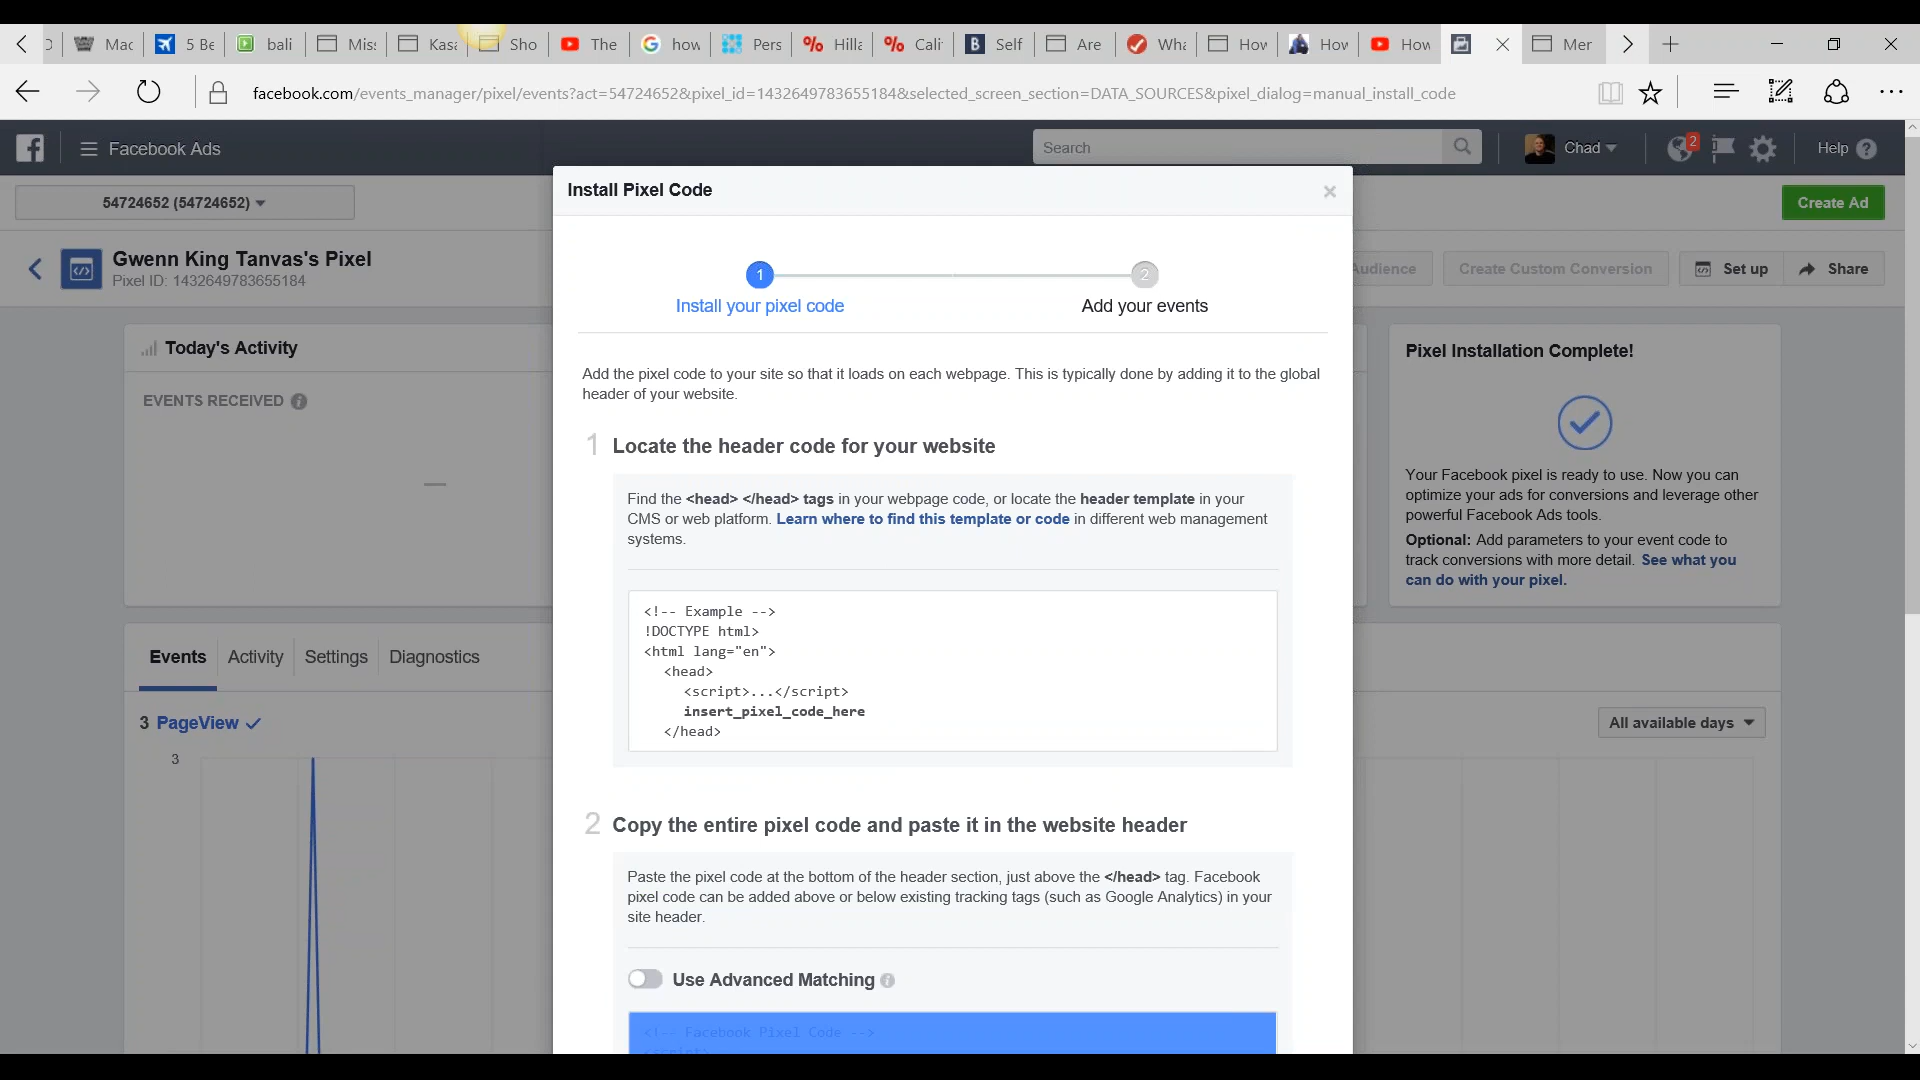 Mac
5 Be
bali
Miss
Kasa
Sho
The
how
Pers
Hilla
Cali
Self
Are
Wha
How
How
How
Mer
facebook.com/events_manager/pixel/events?act=54724652&pixel_id=1432649783655184&selected_screen_section=DATA_SOURCES&pixel_dialog=manual_install_code
Facebook Ads
Search
Chad
2
Help
54724652 (54724652)
Create Ad
Gwenn King Tanvas's Pixel
Pixel ID: 1432649783655184
Audience
Create Custom Conversion
Set up
Share
Install Pixel Code
1
2
Install your pixel code
Add your events
Today's Activity
EVENTS RECEIVED
Pixel Installation Complete!
Your Facebook pixel is ready to use. Now you can
optimize your ads for conversions and leverage other
powerful Facebook Ads tools.
Optional: Add parameters to your event code to
track conversions with more detail. See what you
can do with your pixel.
Add the pixel code to your site so that it loads on each webpage. This is typically done by adding it to the global
header of your website.
1 Locate the header code for your website
Find the <head> </head> tags in your webpage code, or locate the header template in your
CMS or web platform. Learn where to find this template or code in different web management
systems.
<!-- Example -->
!DOCTYPE html>
<html lang="en">
<head>
<script>...</script>
insert_pixel_code_here
</head>
Events
Activity
Settings
Diagnostics
3 PageView
3
All available days
2 Copy the entire pixel code and paste it in the website header
Paste the pixel code at the bottom of the header section, just above the </head> tag. Facebook
pixel code can be added above or below existing tracking tags (such as Google Analytics) in your
site header.
Use Advanced Matching
<!-- Facebook Pixel Code -->
<script>